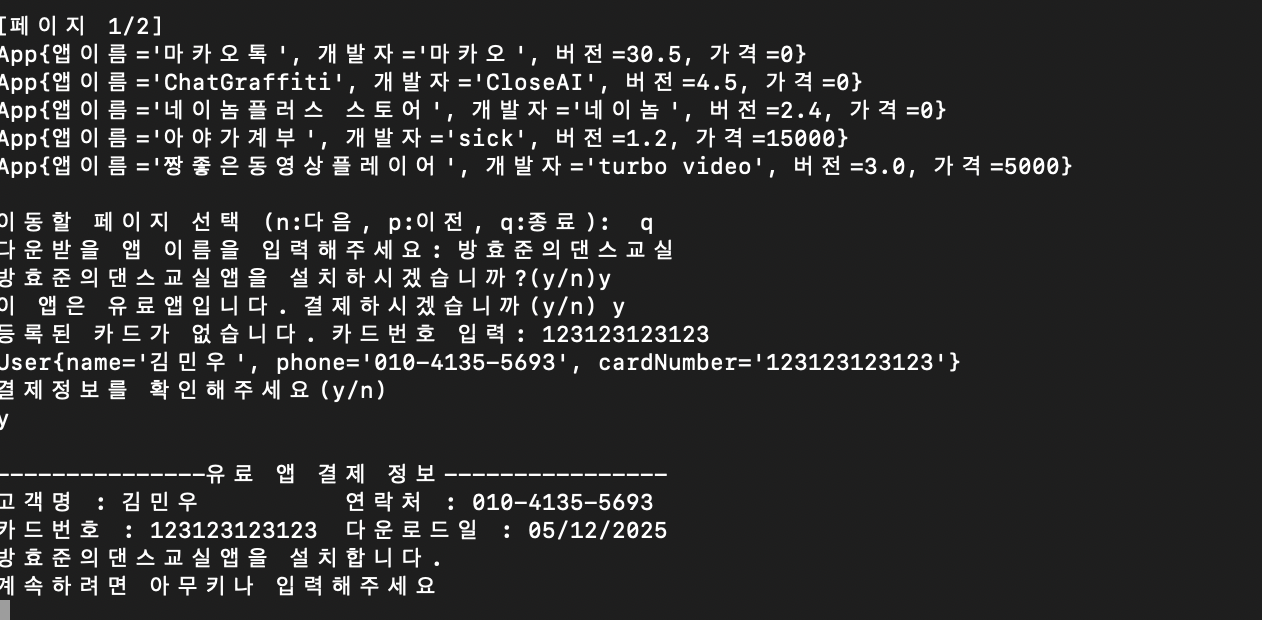 [페이지 1/2]
App{앱이름='마카오톡', 개발자='마카오', 버전=30.5, 가격=0}
App{앱이름='ChatGraffiti', 개발자='CloseAI', 버전=4.5, 가격=0}
App{앱이름='네이놈플러스 스토어', 개발자='네이놈', 버전=2.4, 가격=0}
App{앱이름='아야가계부', 개발자='sick', 버전=1.2, 가격=15000}
App{앱이름='짱좋은동영상플레이어', 개발자='turbo video', 버전=3.0, 가격=5000}
이동할 페이지 선택 (n:다음, p:이전, q:종료):  q
다운받을 앱 이름을 입력해주세요: 방효준의댄스교실
방효준의댄스교실앱을 설치하시겠습니까?(y/n)y
이 앱은 유료앱입니다. 결제하시겠습니까(y/n) y
등록된 카드가 없습니다. 카드번호 입력: 123123123123
User{name='김민우', phone='010-4135-5693', cardNumber='123123123123'}
결제정보를 확인해주세요(y/n)
y
---------------유료 앱 결제 정보----------------
고객명 : 김민우          연락처 : 010-4135-5693
카드번호 : 123123123123  다운로드일 : 05/12/2025
방효준의댄스교실앱을 설치합니다.
계속하려면 아무키나 입력해주세요